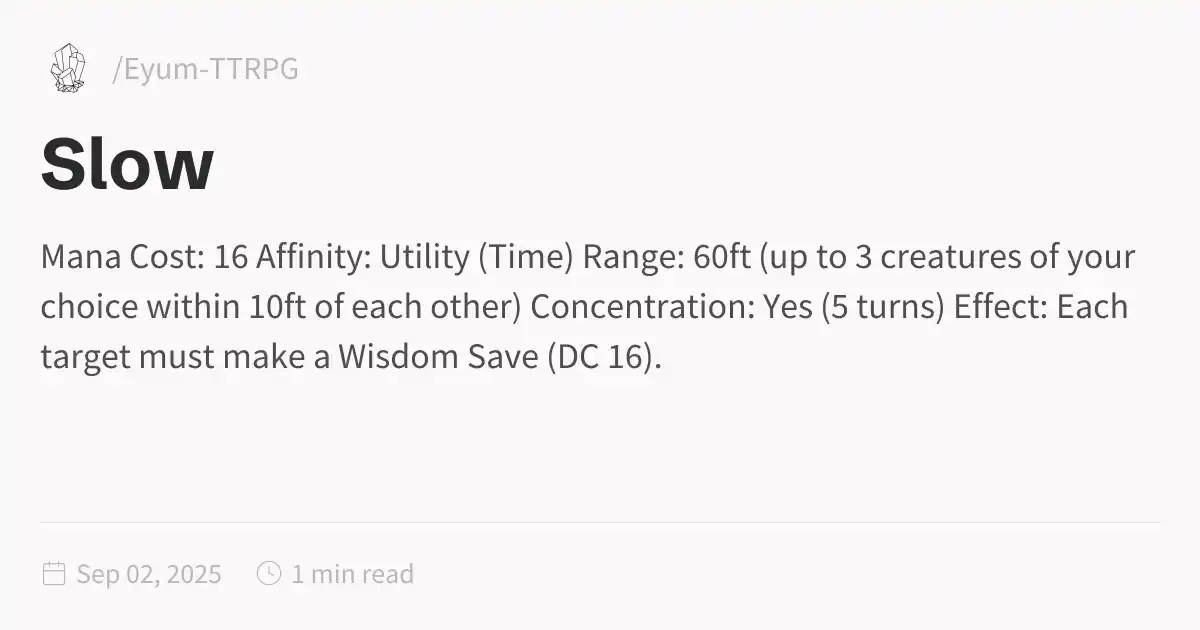 /Eyum-TTRPG
Slow
Mana Cost: 16 Affinity: Utility (Time) Range: 60ft (up to 3 creatures of your
choice within 10ft of each other) Concentration: Yes (5 turns) Effect: Each
target must make a Wisdom Save (DC 16).
Sep 02, 2025 1 min read